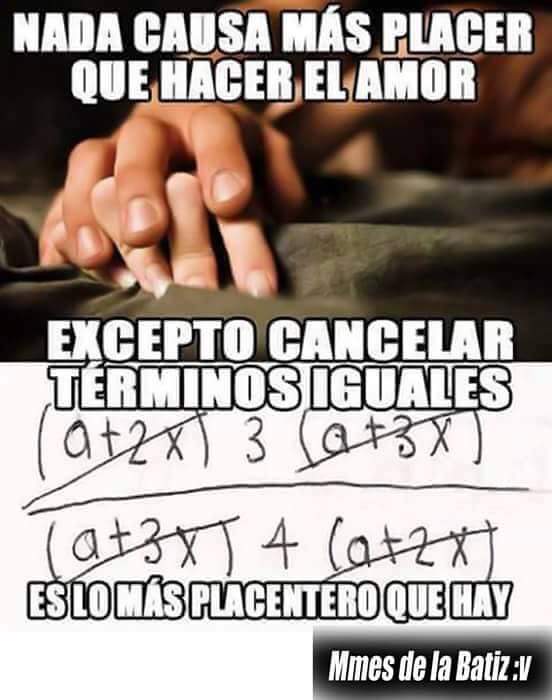 NADA CAUSA MÁS PLACER
QUE HACER EL AMOR
EXCEPTO CANCELAR
TÉRMINOS IGUALES
(a+2x) 3 (a+3x)
(a+3x) 4 (a+2x)
ES LO MÁS PLACENTERO QUE HAY
Mmes de la Batiz :v